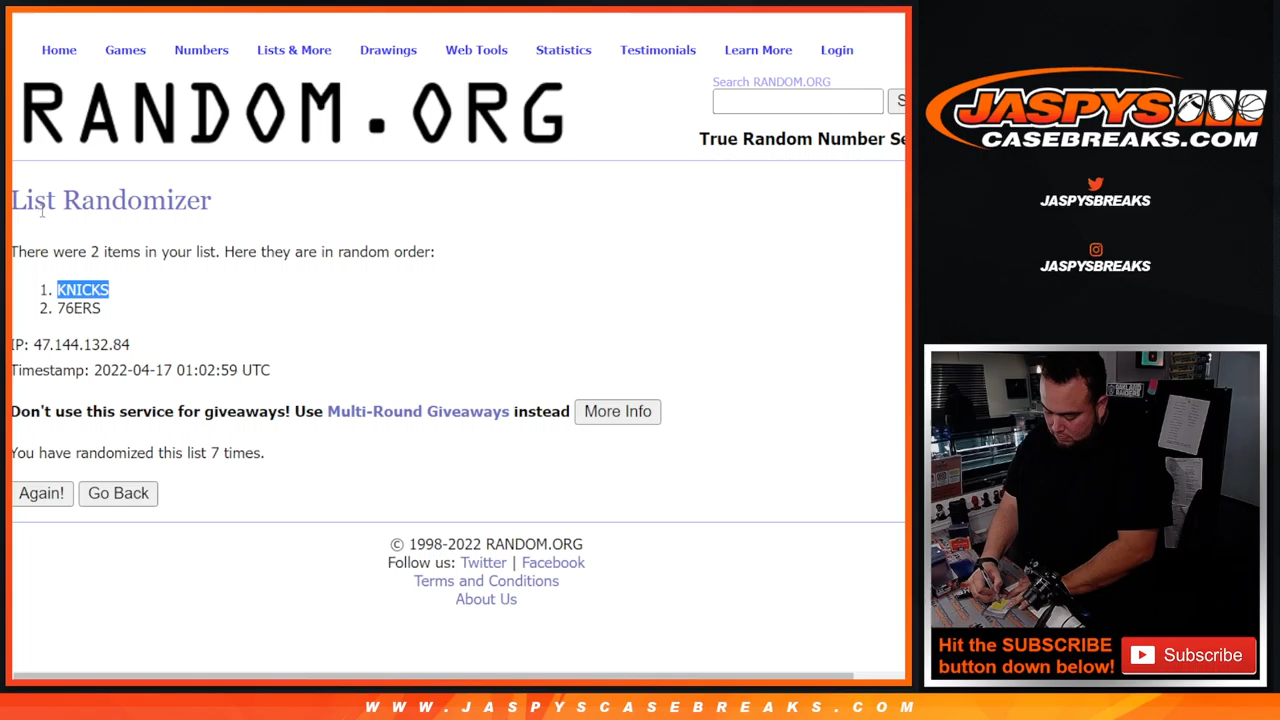 Home Games Numbers Lists & More Drawings Web Tools Statistics Testimonials Learn More Login
RANDOM.ORG
Search RANDOM.ORG
S
True Random Number Se
List Randomizer
There were 2 items in your list. Here they are in random order:
1. KNICKS
2. 76ERS
IP: 47.144.132.84
Timestamp: 2022-04-17 01:02:59 UTC
Don't use this service for giveaways! Use Multi-Round Giveaways instead More Info
You have randomized this list 7 times.
Again! Go Back
© 1998-2022 RANDOM.ORG
Follow us: Twitter | Facebook
Terms and Conditions
About Us
JASPYS
CASEBREAKS.COM
JASPYSBREAKS
JASPYSBREAKS
OAKLAND
RAIDERS
Hit the SUBSCRIBE
button down below!
Subscribe
WWW.JASPYSCASEBREAKS.COM